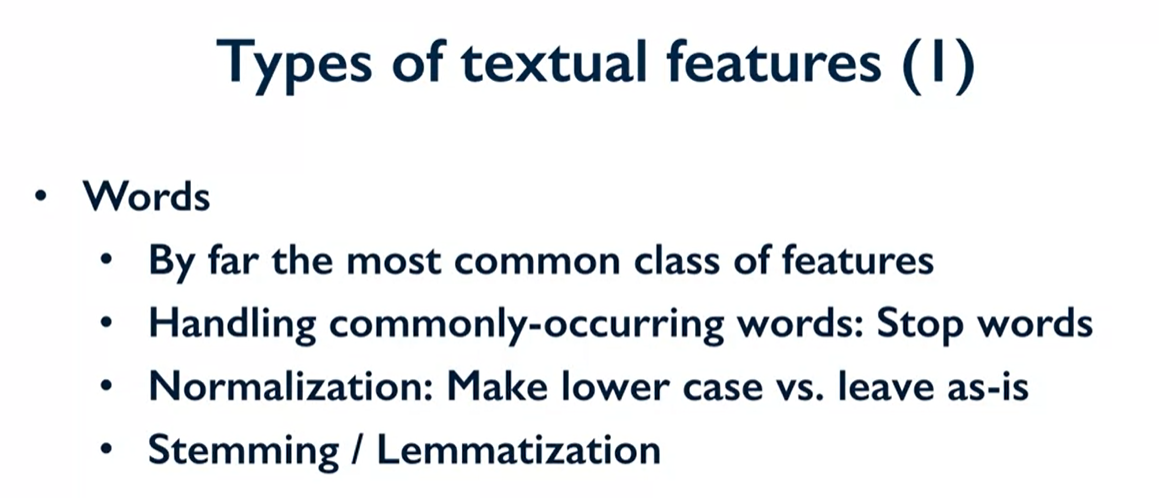 Types of textual features (1)
• Words
• By far the most common class of features
• Handling commonly-occurring words: Stop words
• Normalization: Make lower case vs. leave as-is
• Stemming / Lemmatization